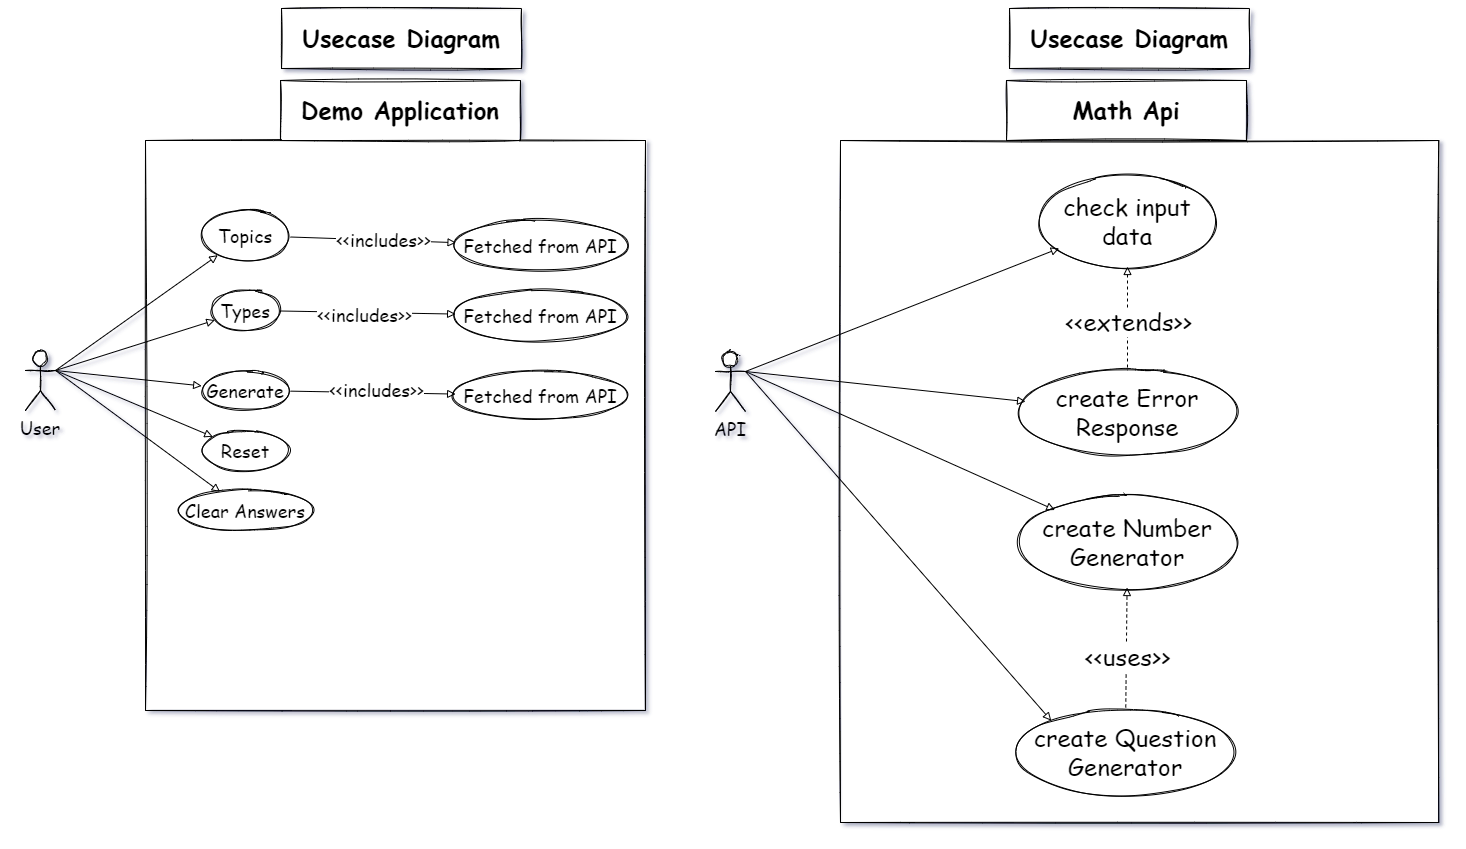 Usecase Diagram
Demo Application
Topics
<<includes>>
Fetched from API
Types
<<includes>>
Fetched from API
Generate
<<includes>>
Fetched from API
Reset
Clear Answers
User
Usecase Diagram
Math Api
check input
data
<<extends>>
create Error
Response
API
create Number
Generator
<<uses>>
create Question
Generator